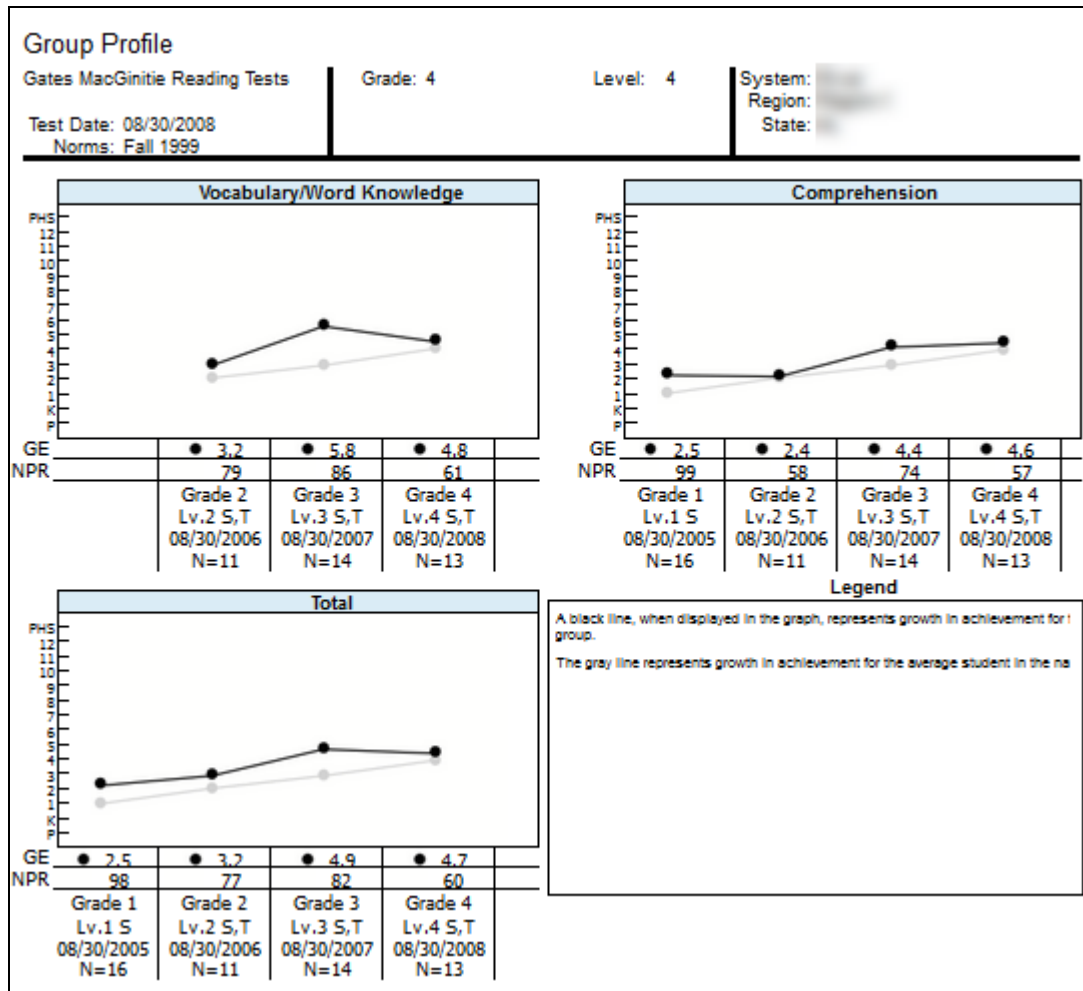 Group Profile
Gates MacGinitie Reading Tests
Grade: 4
Level: 4
System:
Region:
State:
Test Date: 08/30/2008
Norms: Fall 1999
Vocabulary/Word Knowledge
PHS
12
11
10
9
8
7
6
5
4
3
2
1
K
P
GE 3.2 5.8 4.8
NPR 79 86 61
Grade 2 Grade 3 Grade 4
Lv.2 S,T Lv.3 S,T Lv.4 S,T
08/30/2006 08/30/2007 08/30/2008
N=11 N=14 N=13
Comprehension
PHS
12
11
10
9
8
7
6
5
4
3
2
1
K
P
GE 2.5 2.4 4.4 4.6
NPR 99 58 74 57
Grade 1 Grade 2 Grade 3 Grade 4
Lv.1 S Lv.2 S,T Lv.3 S,T Lv.4 S,T
08/30/2005 08/30/2006 08/30/2007 08/30/2008
N=16 N=11 N=14 N=13
Total
PHS
12
11
10
9
8
7
6
5
4
3
2
1
K
P
GE 2.5 3.2 4.9 4.7
NPR 98 77 82 60
Grade 1 Grade 2 Grade 3 Grade 4
Lv.1 S Lv.2 S,T Lv.3 S,T Lv.4 S,T
08/30/2005 08/30/2006 08/30/2007 08/30/2008
N=16 N=11 N=14 N=13
Legend
A black line, when displayed in the graph, represents growth in achievement for
group.
The gray line represents growth in achievement for the average student in the na